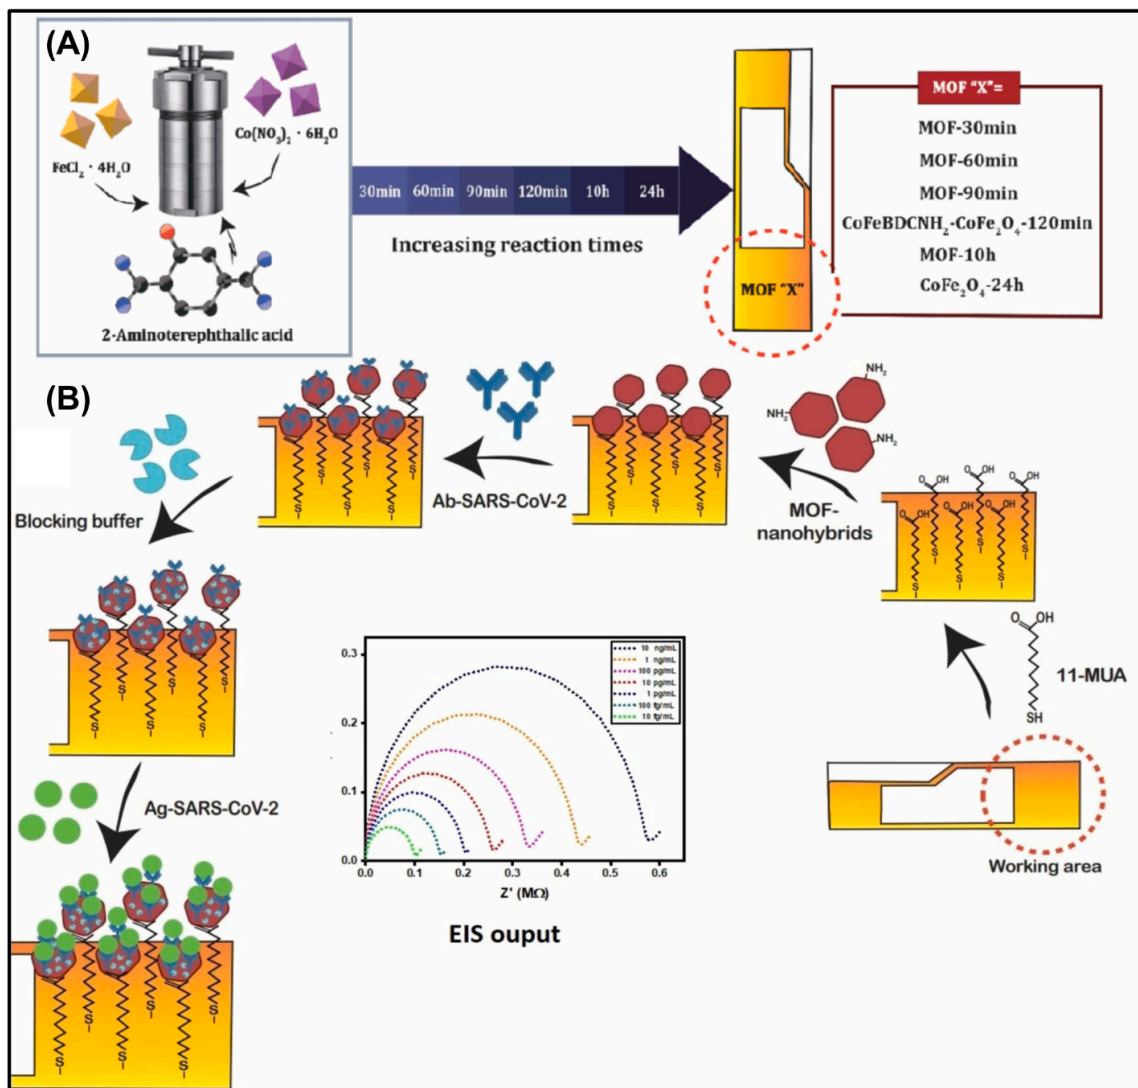 (A)
FeCl₂ · 4H₂O
Co(NO₃)₂ · 6H₂O
2-Aminoterephthalic acid
30min 60min 90min 120min 10h 24h
Increasing reaction times
MOF "X"
MOF "X"=
MOF-30min
MOF-60min
MOF-90min
CoFeBDCNH₂-CoFe₂O₄-120min
MOF-10h
CoFe₂O₄-24h
(B)
Blocking buffer
Ab-SARS-CoV-2
S S S S S S
S S S S S S
NH₂
NH₂
NH₂
MOF-
nanohybrids
OH OH
O O
OH OH OH
O O O
S S S S S S
O OH
11-MUA
SH
Working area
S S S S S S
Ag-SARS-CoV-2
S S S S S S
0.3
0.2
0.1
0.0
0.0 0.1 0.2 0.3 0.4 0.5 0.6
Z' (MΩ)
10 ng/mL
1 ng/mL
100 pg/mL
10 pg/mL
1 pg/mL
100 fg/mL
10 fg/mL
EIS ouput